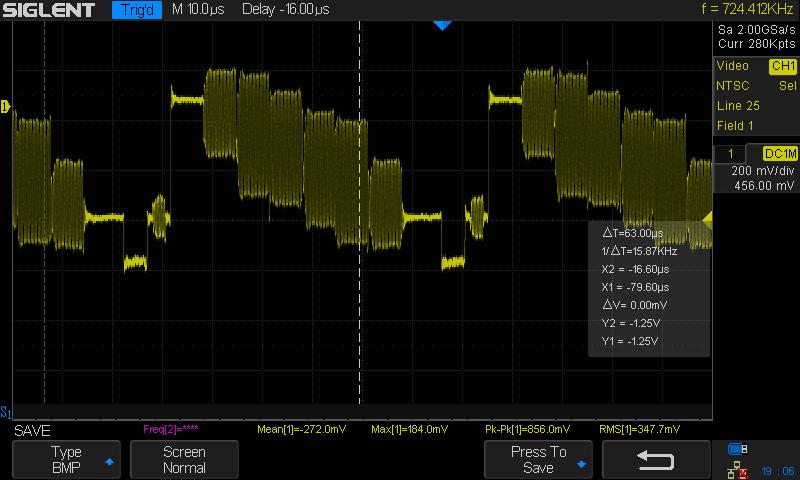 SIGLENT Trig'd M 10.0µs Delay -16.00µs f = 724.412KHz
Sa 2.00GSa/s
Curr 280Kpts
Video CH1
NTSC Sel
Line 25
Field 1
1 DC1M
200 mV/div
456.00 mV
1
△T=63.00µs
1/△T=15.87KHz
X2 = -16.60µs
X1 = -79.60µs
△V= 0.00mV
Y2 = -1.25V
Y1 = -1.25V
S1
SAVE Freq[2]=**** Mean[1]=-272.0mV Max[1]=184.0mV Pk-Pk[1]=856.0mV RMS[1]=347.7mV
Type Screen Press To
BMP Normal Save
19 : 06